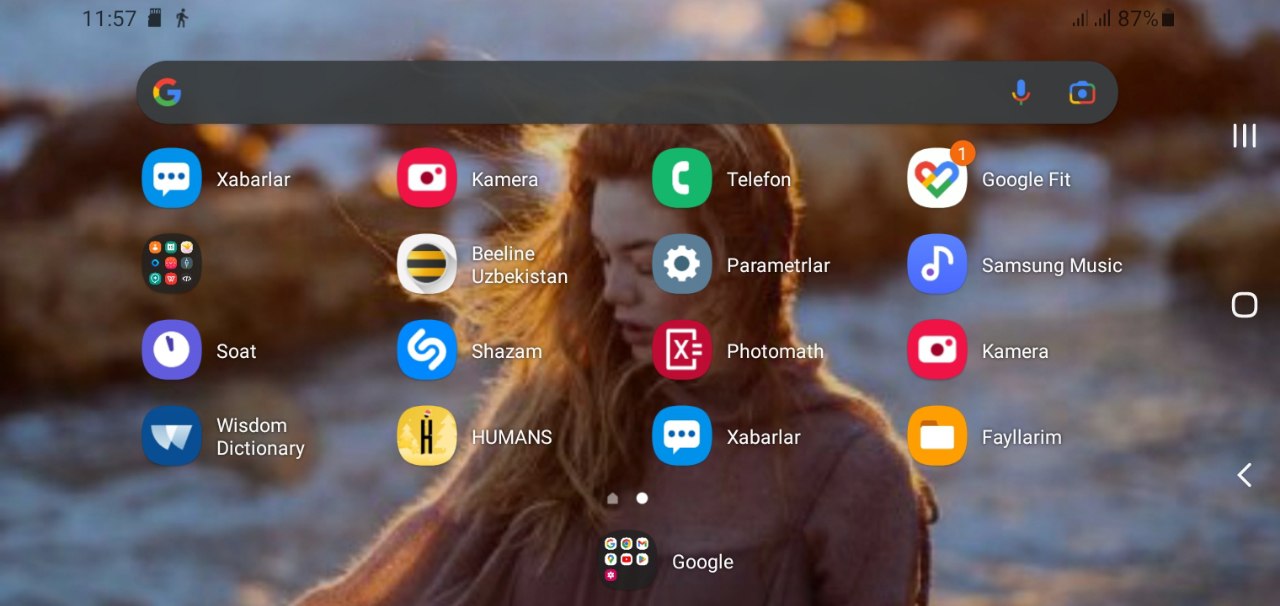 11:57
87%
Xabarlar
Kamera
Telefon
1
Google Fit
Beeline
Uzbekistan
Parametrlar
Samsung Music
Soat
Shazam
Photomath
Kamera
Wisdom
Dictionary
HUMANS
Xabarlar
Fayllarim
Google